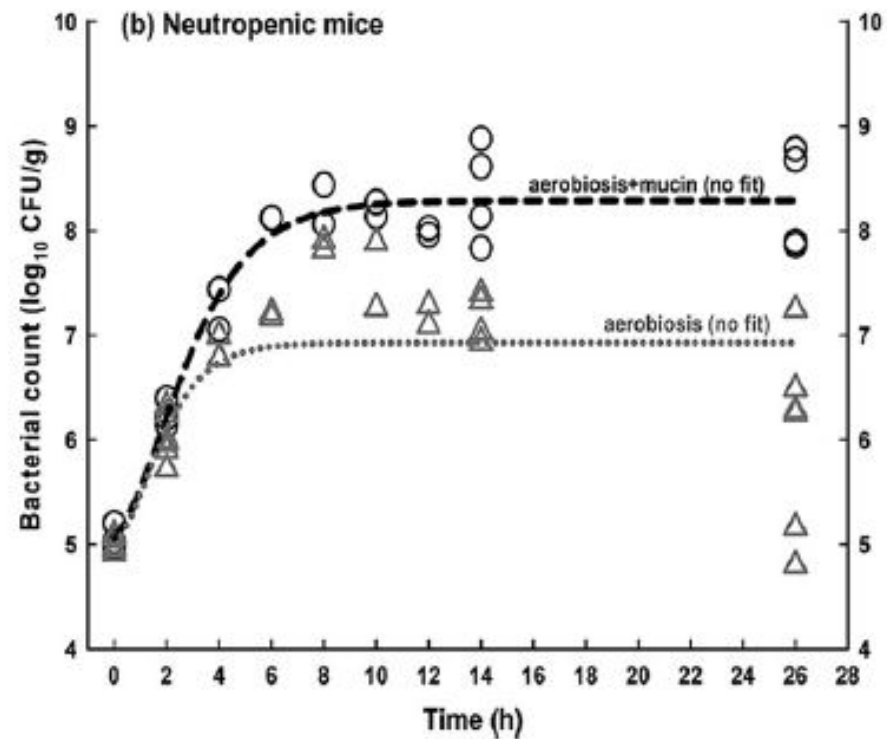 (b) Neutropenic mice
10
9
8
7
6
5
4
10
9
8
7
6
5
4
Bacterial count (log₁₀ CFU/g)
aerobiosis+mucin (no fit)
aerobiosis (no fit)
0 2 4 6 8 10 12 14 16 18 20 22 24 26 28
Time (h)